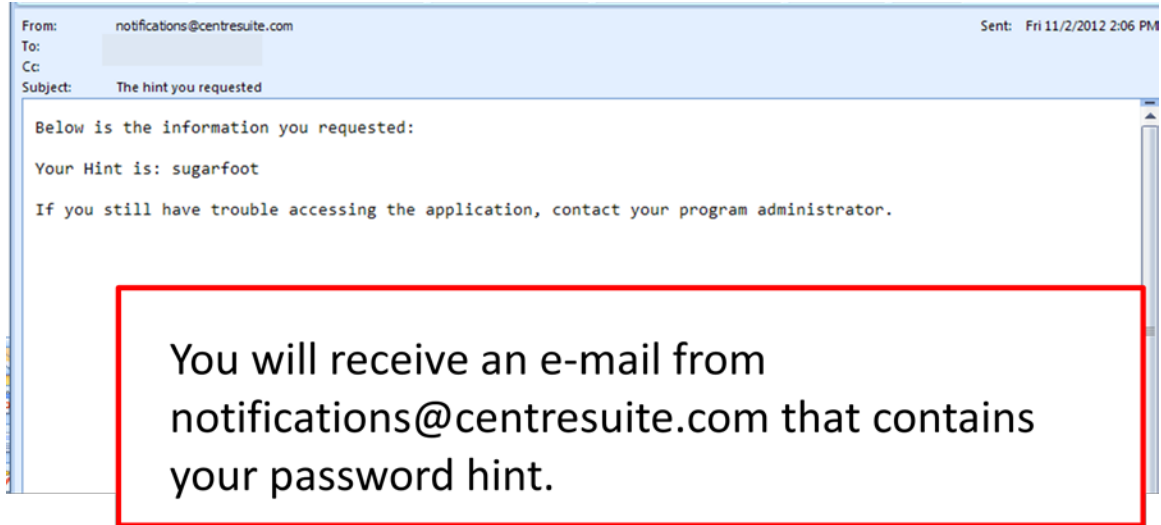 From: notifications@centresuite.com Sent: Fri 11/2/2012 2:06 PM
To:
Cc:
Subject: The hint you requested
Below is the information you requested:
Your Hint is: sugarfoot
If you still have trouble accessing the application, contact your program administrator.
You will receive an e-mail from
notifications@centresuite.com that contains
your password hint.